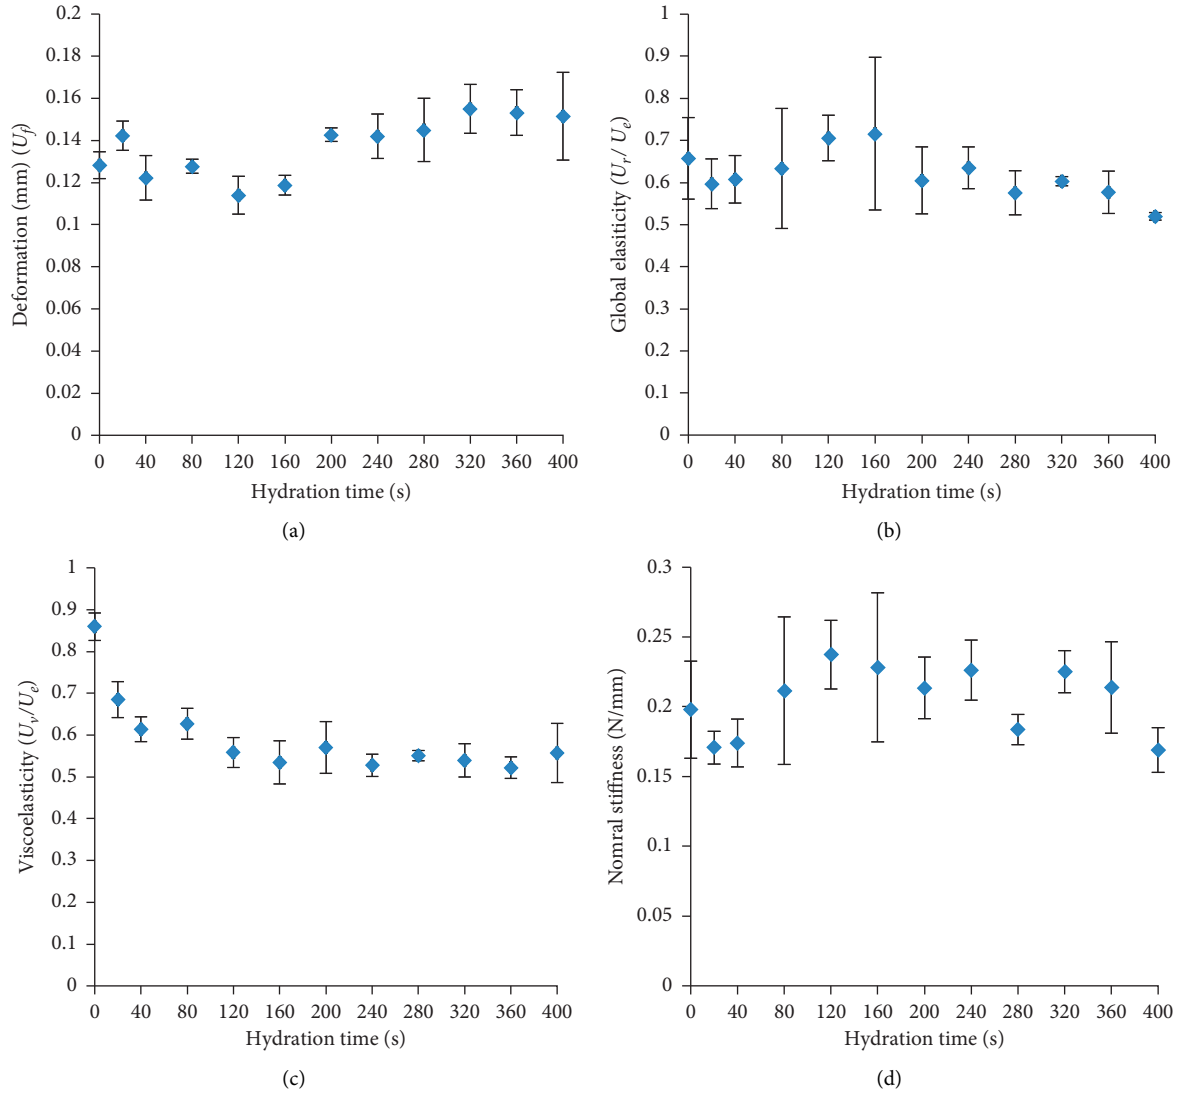 0.2
0.18
0.16
0.14
0.12
0.1
0.08
0.06
0.04
0.02
0
Deformation (mm) (Uf)
0 40 80 120 160 200 240 280 320 360 400
Hydration time (s)
(a)
1
0.9
0.8
0.7
0.6
0.5
0.4
0.3
0.2
0.1
0
Global elasiticity (Ur/ Ue)
0 40 80 120 160 200 240 280 320 360 400
Hydration time (s)
(b)
1
0.9
0.8
0.7
0.6
0.5
0.4
0.3
0.2
0.1
0
Viscoelasticity (Uv/Ue)
0 40 80 120 160 200 240 280 320 360 400
Hydration time (s)
(c)
0.3
0.25
0.2
0.15
0.1
0.05
0
Nomral stiffness (N/mm)
0 40 80 120 160 200 240 280 320 360 400
Hydration time (s)
(d)